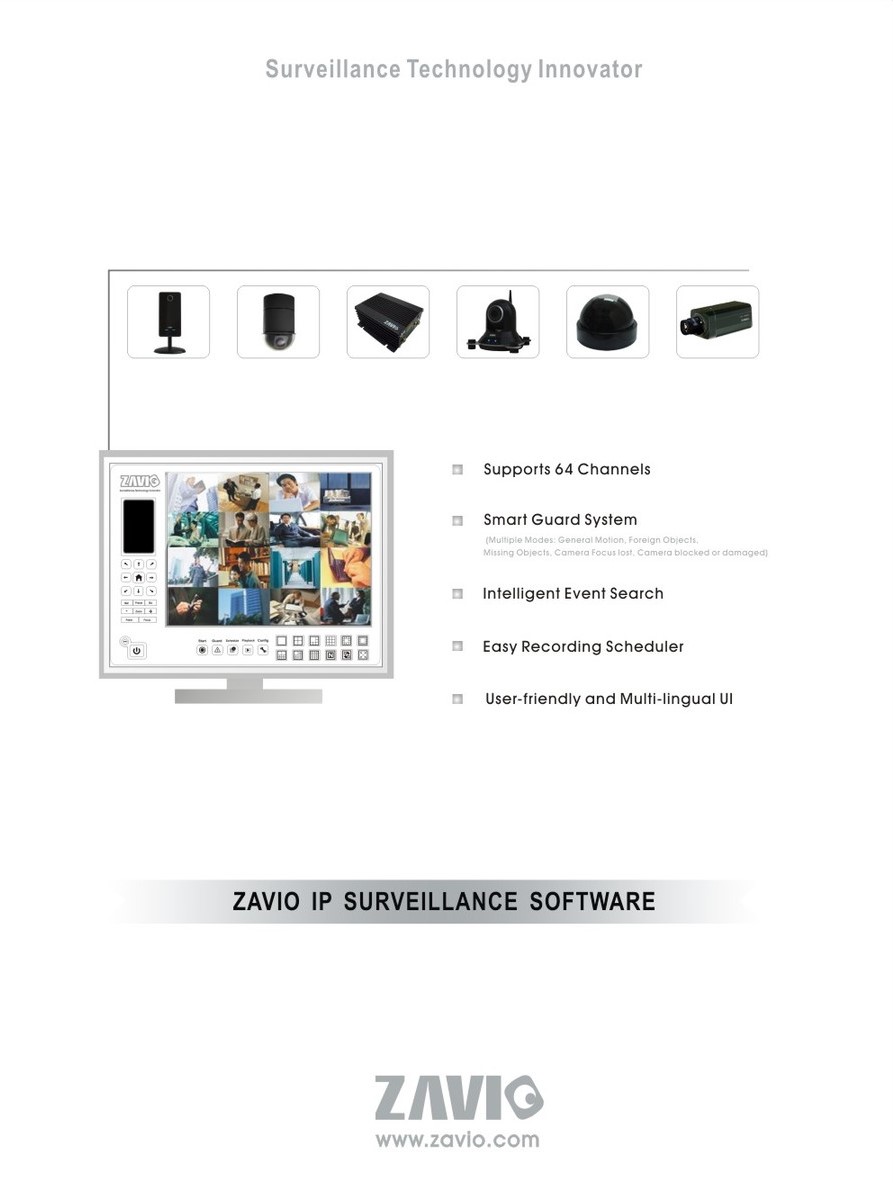 Surveillance Technology Innovator
ZAVIO
ZAVIO
Surveillance Technology Innovator
Start Guard Schedule Playback Config
Supports 64 Channels
Smart Guard System
(Multiple Modes: General Motion, Foreign Objects,
Missing Objects, Camera Focus lost, Camera blocked or damaged)
Intelligent Event Search
Easy Recording Scheduler
User-friendly and Multi-lingual UI
ZAVIO IP SURVEILLANCE SOFTWARE
ZAVIO
www.zavio.com